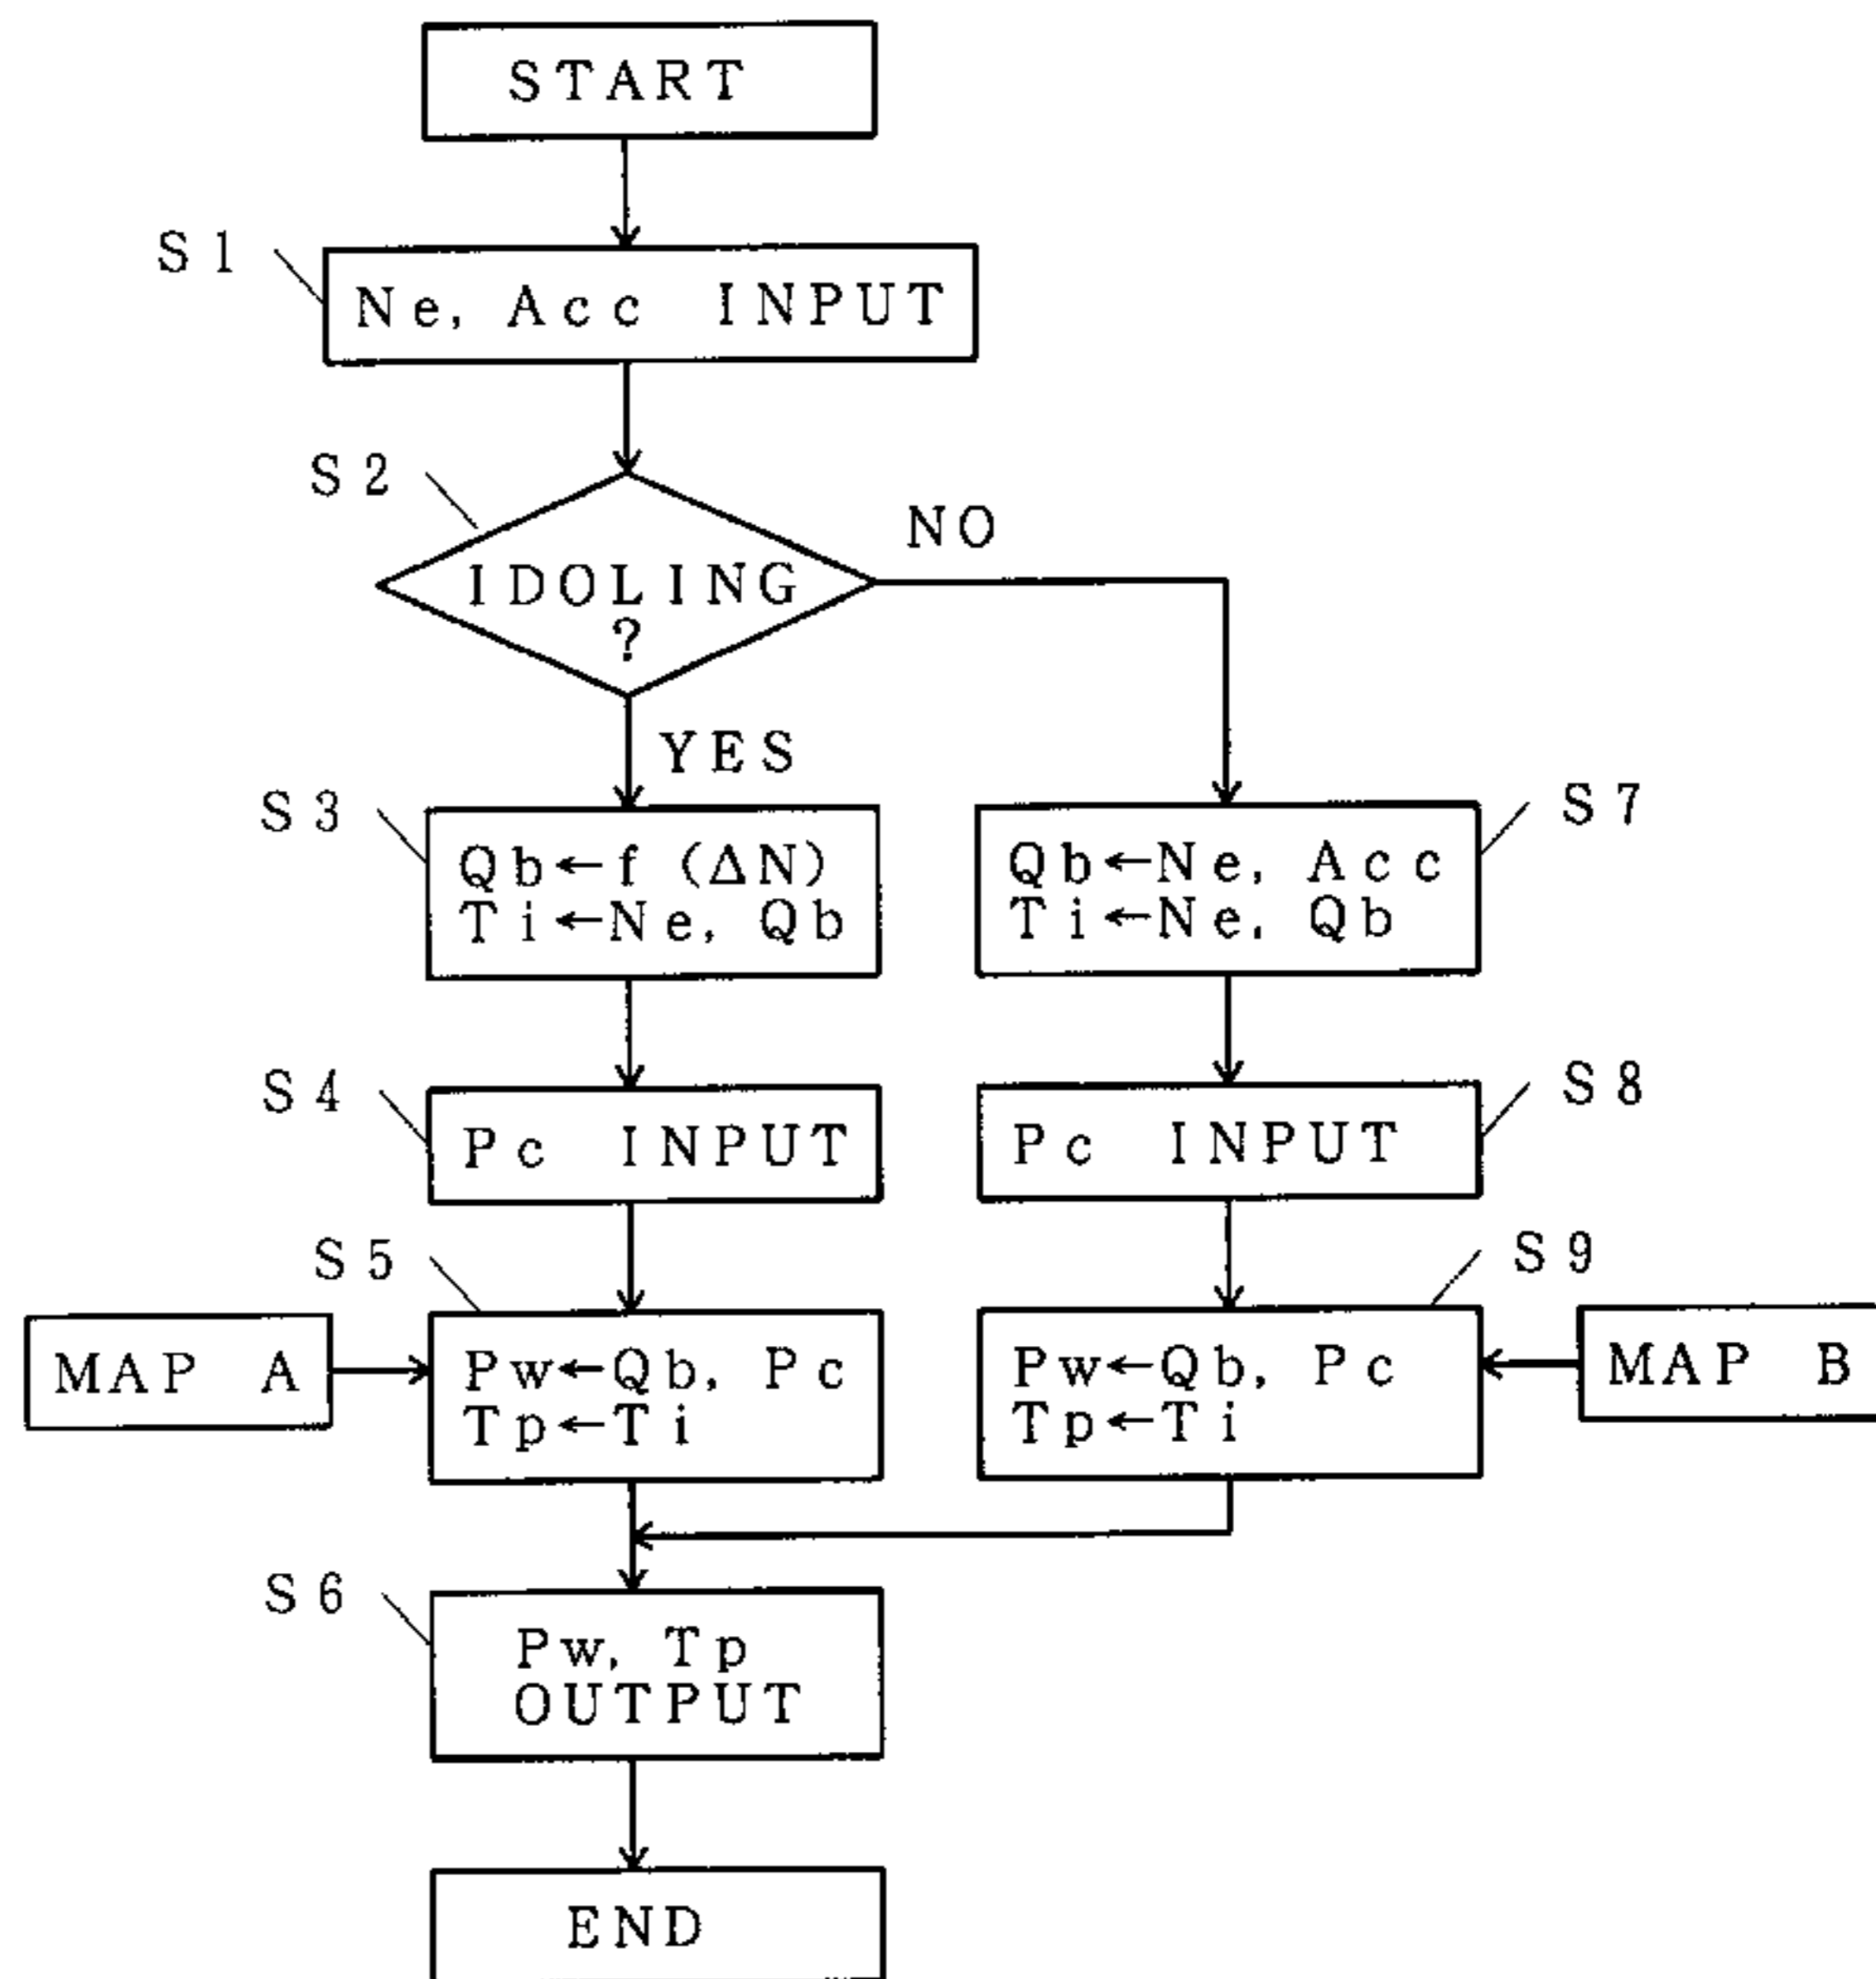 START
S1
Ne, Acc INPUT
S2
IDOLING
?
NO
YES
S3
Qb←f (ΔN)
Ti←Ne, Qb
S7
Qb←Ne, Acc
Ti←Ne, Qb
S4
Pc INPUT
S8
Pc INPUT
S5
MAP A
Pw←Qb, Pc
Tp←Ti
S9
Pw←Qb, Pc
Tp←Ti
MAP B
S6
Pw, Tp
OUTPUT
END